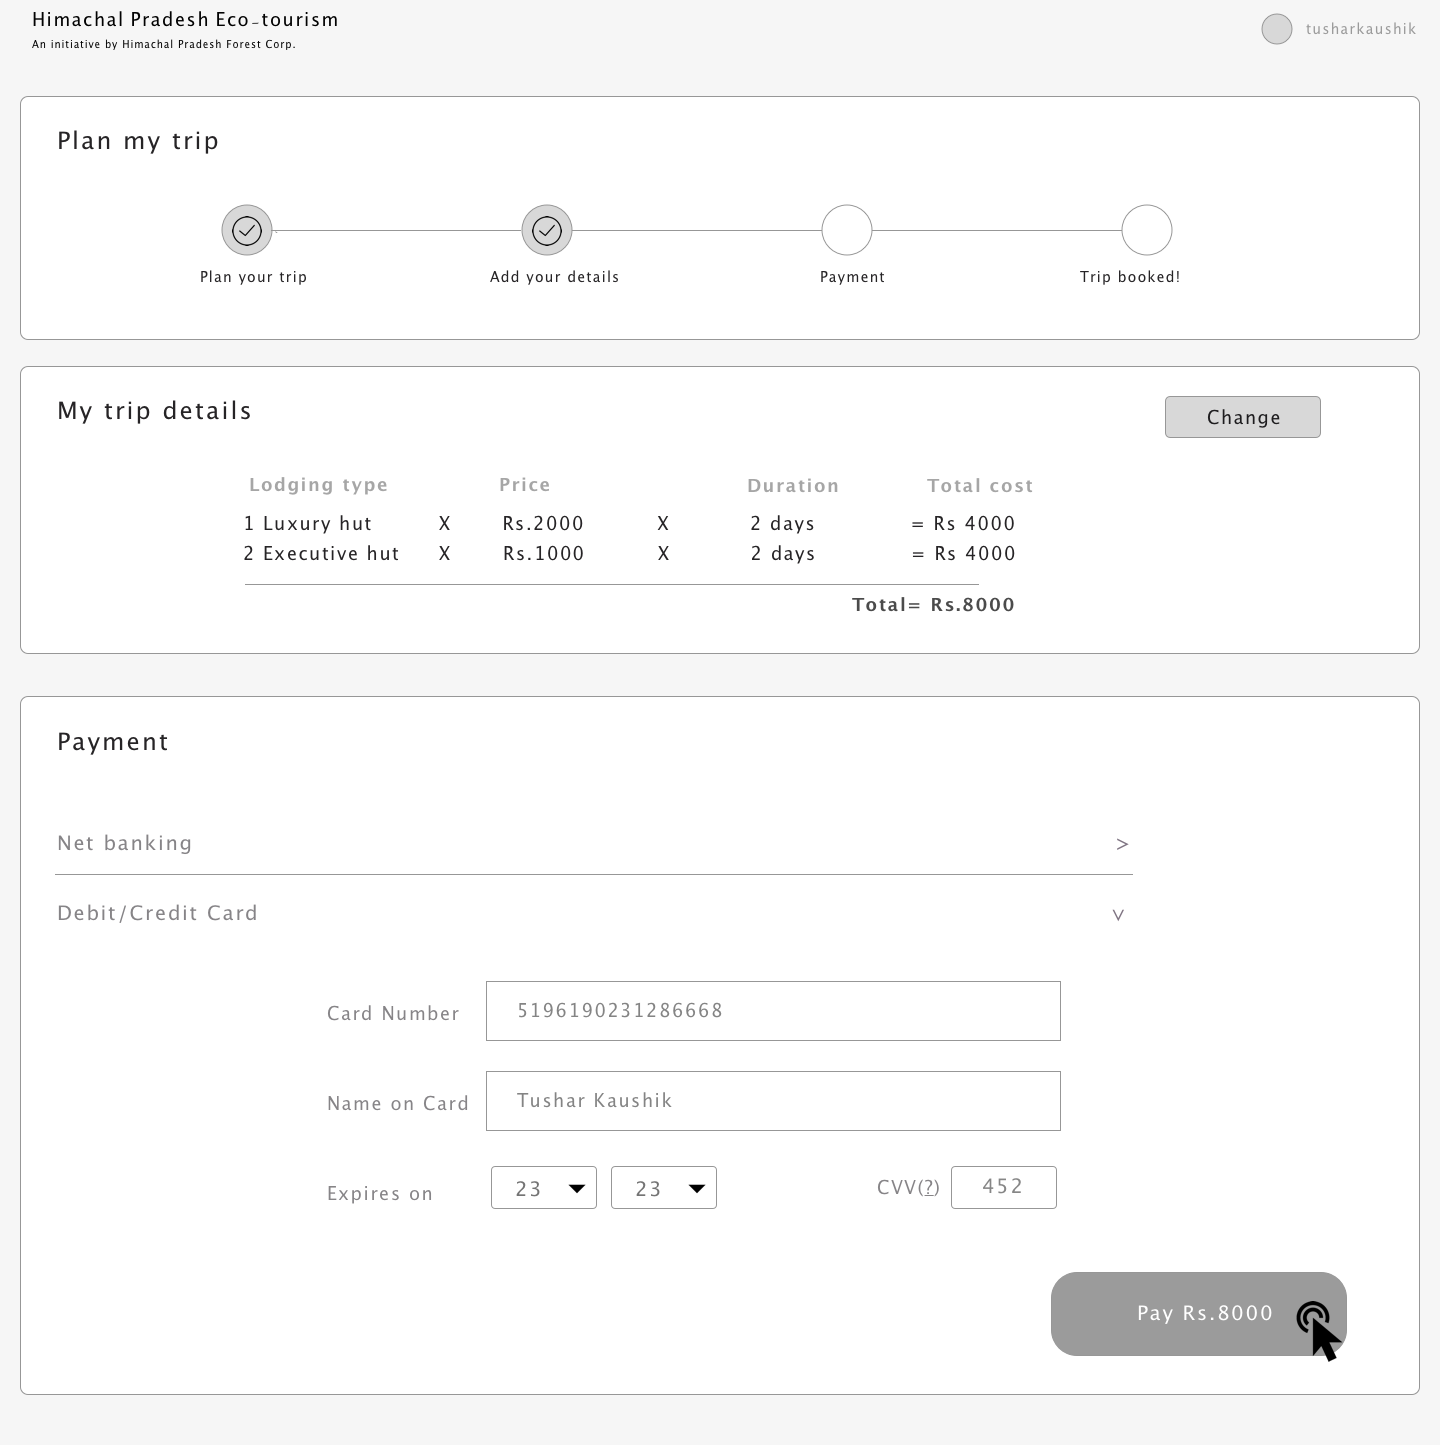 Himachal Pradesh Eco-tourism
An initiative by Himachal Pradesh Forest Corp.
tusharkaushik
Plan my trip
Plan your trip Add your details Payment Trip booked!
My trip details Change
Lodging type Price Duration Total cost
1 Luxury hut X Rs.2000 X 2 days = Rs 4000
2 Executive hut X Rs.1000 X 2 days = Rs 4000
Total= Rs.8000
Payment
Net banking >
Debit/Credit Card v
Card Number 5196190231286668
Name on Card Tushar Kaushik
Expires on 23 23 CVV(?) 452
Pay Rs.8000